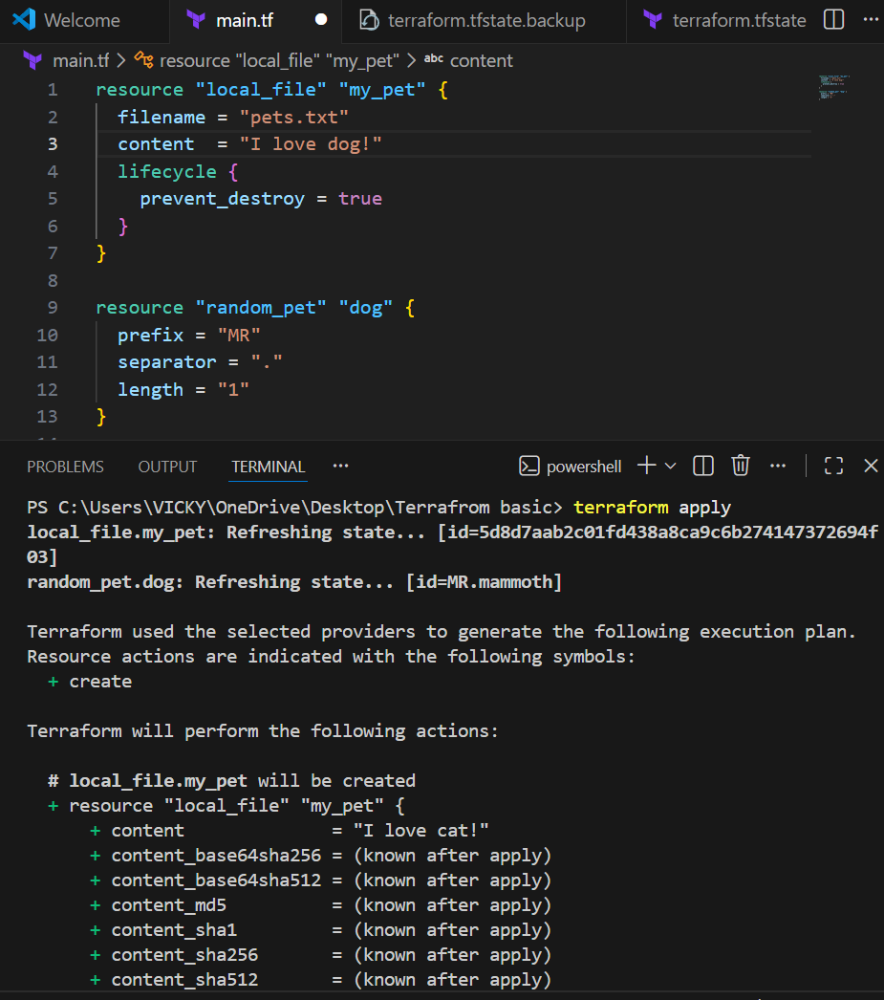 Welcome main.tf terraform.tfstate.backup terraform.tfstate ...
main.tf > resource "local_file" "my_pet" > abc content
1 resource "local_file" "my_pet" {
2 filename = "pets.txt"
3 content  = "I love dog!"
4 lifecycle {
5 prevent_destroy = true
6 }
7 }
8
9 resource "random_pet" "dog" {
10 prefix = "MR"
11 separator = "."
12 length = "1"
13 }
PROBLEMS OUTPUT TERMINAL ... powershell
PS C:\Users\VICKY\OneDrive\Desktop\Terrafrom basic> terraform apply
local_file.my_pet: Refreshing state... [id=5d8d7aab2c01fd438a8ca9c6b274147372694f
03]
random_pet.dog: Refreshing state... [id=MR.mammoth]
Terraform used the selected providers to generate the following execution plan.
Resource actions are indicated with the following symbols:
+ create
Terraform will perform the following actions:
# local_file.my_pet will be created
+ resource "local_file" "my_pet" {
+ content = "I love cat!"
+ content_base64sha256 = (known after apply)
+ content_base64sha512 = (known after apply)
+ content_md5 = (known after apply)
+ content_sha1 = (known after apply)
+ content_sha256 = (known after apply)
+ content_sha512 = (known after apply)